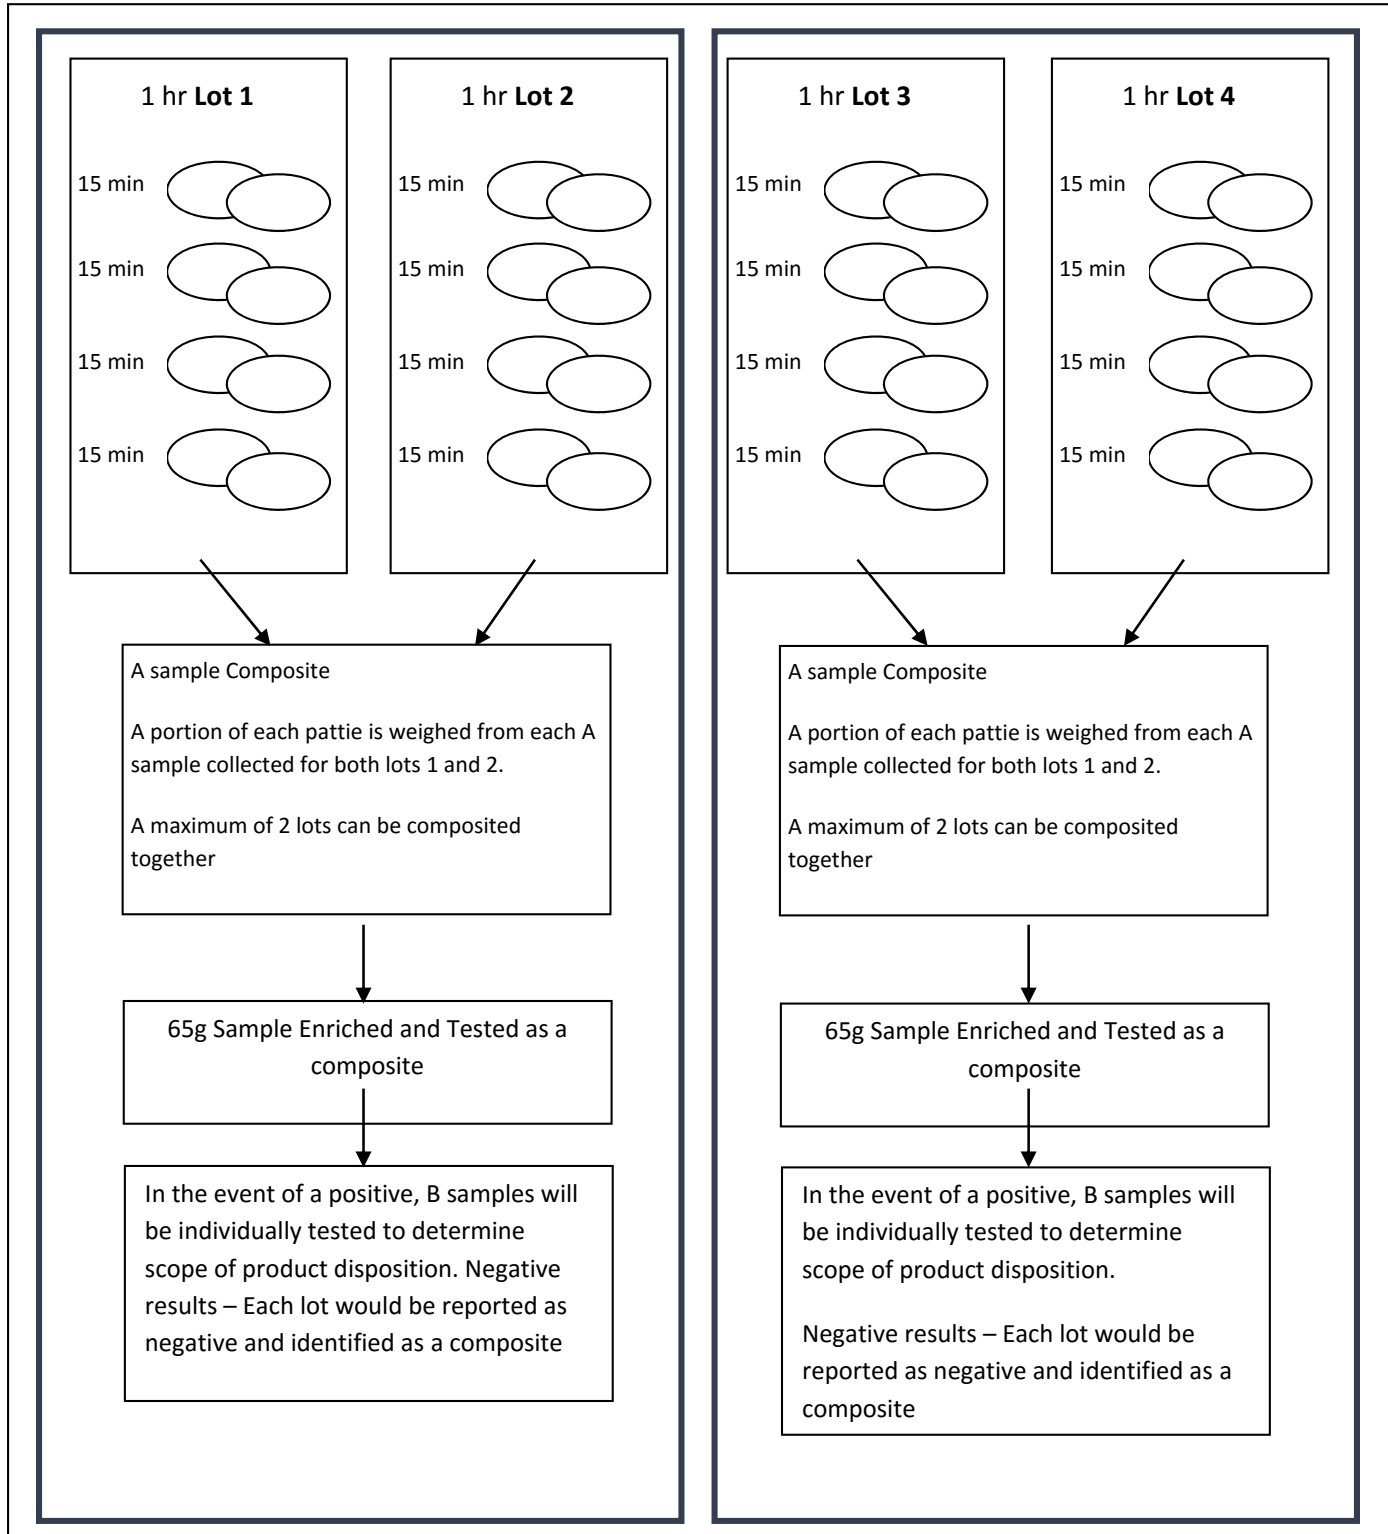 1 hr Lot 1
15 min
15 min
15 min
15 min
1 hr Lot 2
15 min
15 min
15 min
15 min
A sample Composite
A portion of each pattie is weighed from each A
sample collected for both lots 1 and 2.
A maximum of 2 lots can be composited
together
65g Sample Enriched and Tested as a
composite
In the event of a positive, B samples will
be individually tested to determine
scope of product disposition. Negative
results – Each lot would be reported as
negative and identified as a composite
1 hr Lot 3
15 min
15 min
15 min
15 min
1 hr Lot 4
15 min
15 min
15 min
15 min
A sample Composite
A portion of each pattie is weighed from each A
sample collected for both lots 1 and 2.
A maximum of 2 lots can be composited
together
65g Sample Enriched and Tested as a
composite
In the event of a positive, B samples will
be individually tested to determine
scope of product disposition.
Negative results – Each lot would be
reported as negative and identified as a
composite